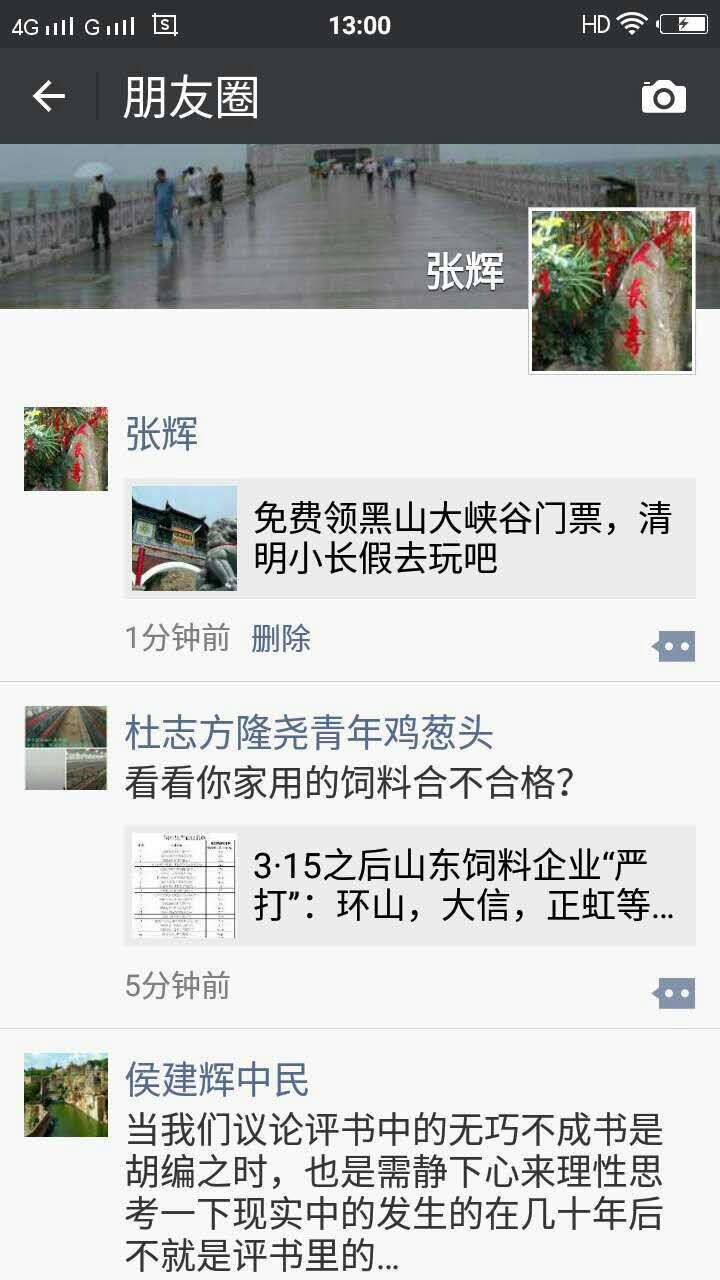 4G G S 13:00 HD
朋友圈
张辉
人长寿
张辉
免费领黑山大峡谷门票，清
明小长假去玩吧
1分钟前 删除
杜志方隆尧青年鸡葱头
看看你家用的饲料合不合格？
3·15之后山东饲料企业“严
打”：环山，大信，正虹等...
5分钟前
侯建辉中民
当我们议论评书中的无巧不成书是
胡编之时，也是需静下心来理性思
考一下现实中的发生的在几十年后
不就是评书里的...